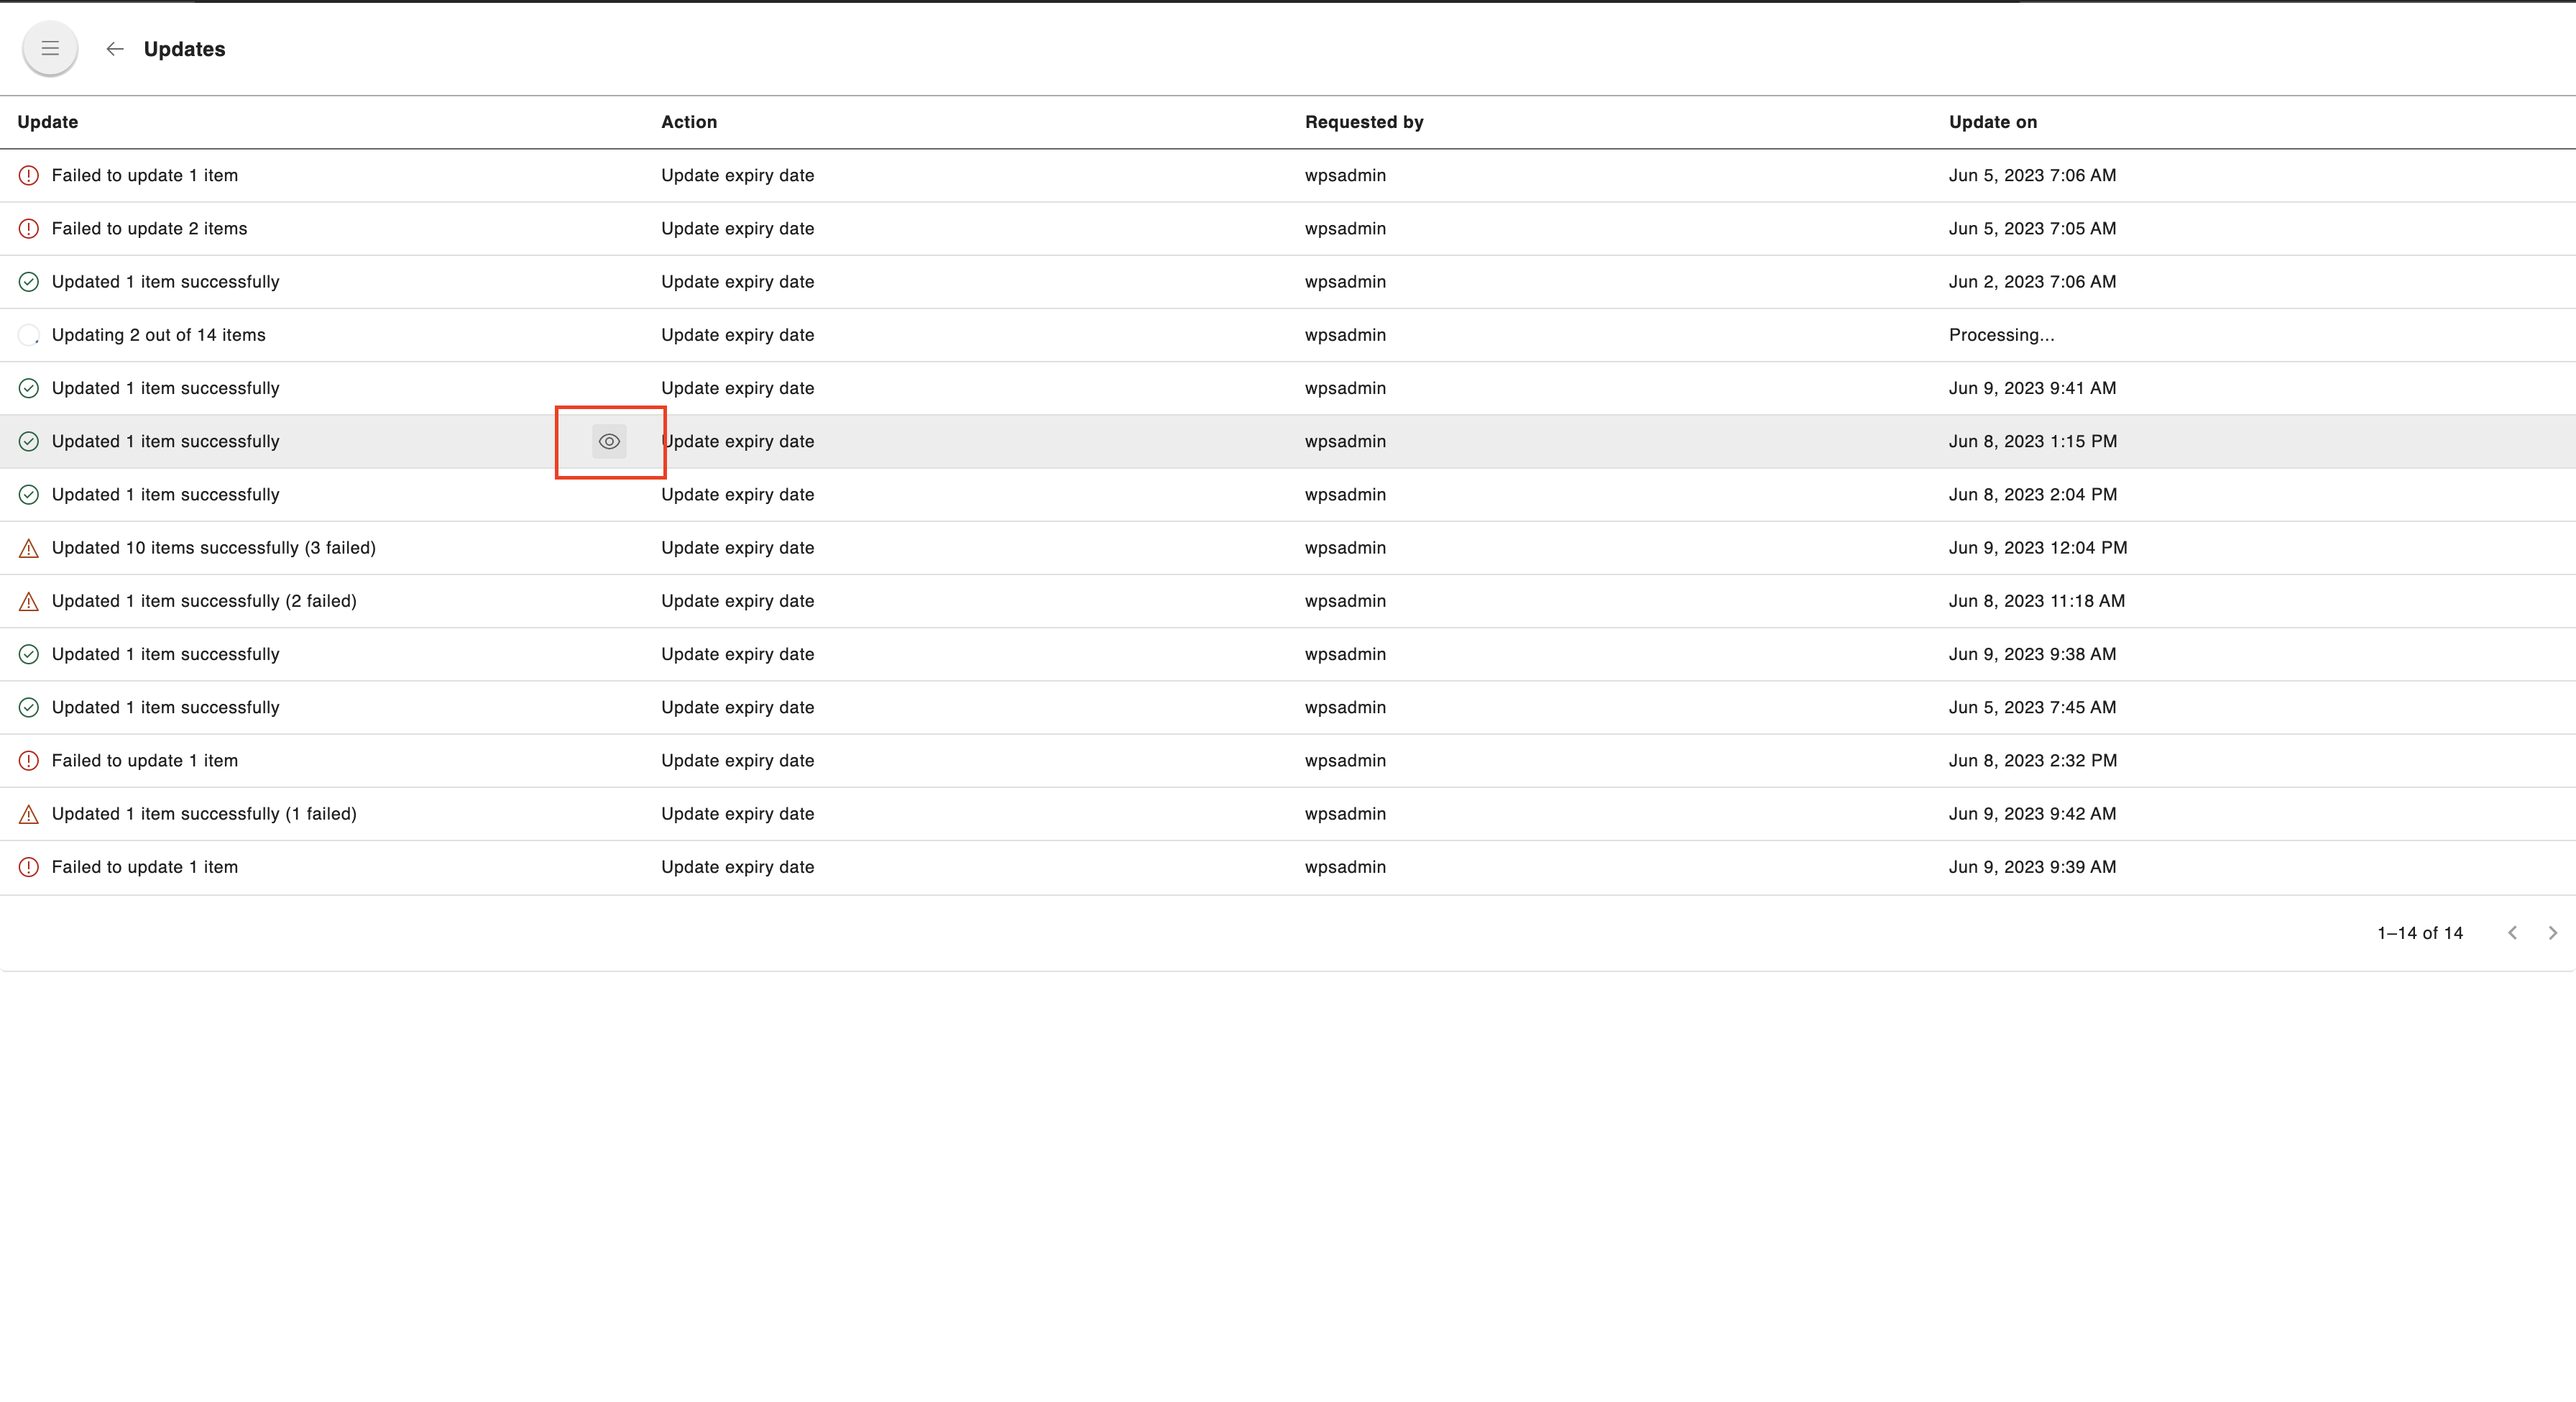 Updates
Update Action Requested by Update on
Failed to update 1 item Update expiry date wpsadmin Jun 5, 2023 7:06 AM
Failed to update 2 items Update expiry date wpsadmin Jun 5, 2023 7:05 AM
Updated 1 item successfully Update expiry date wpsadmin Jun 2, 2023 7:06 AM
Updating 2 out of 14 items Update expiry date wpsadmin Processing...
Updated 1 item successfully Update expiry date wpsadmin Jun 9, 2023 9:41 AM
Updated 1 item successfully Update expiry date wpsadmin Jun 8, 2023 1:15 PM
Updated 1 item successfully Update expiry date wpsadmin Jun 8, 2023 2:04 PM
Updated 10 items successfully (3 failed) Update expiry date wpsadmin Jun 9, 2023 12:04 PM
Updated 1 item successfully (2 failed) Update expiry date wpsadmin Jun 8, 2023 11:18 AM
Updated 1 item successfully Update expiry date wpsadmin Jun 9, 2023 9:38 AM
Updated 1 item successfully Update expiry date wpsadmin Jun 5, 2023 7:45 AM
Failed to update 1 item Update expiry date wpsadmin Jun 8, 2023 2:32 PM
Updated 1 item successfully (1 failed) Update expiry date wpsadmin Jun 9, 2023 9:42 AM
Failed to update 1 item Update expiry date wpsadmin Jun 9, 2023 9:39 AM
1–14 of 14